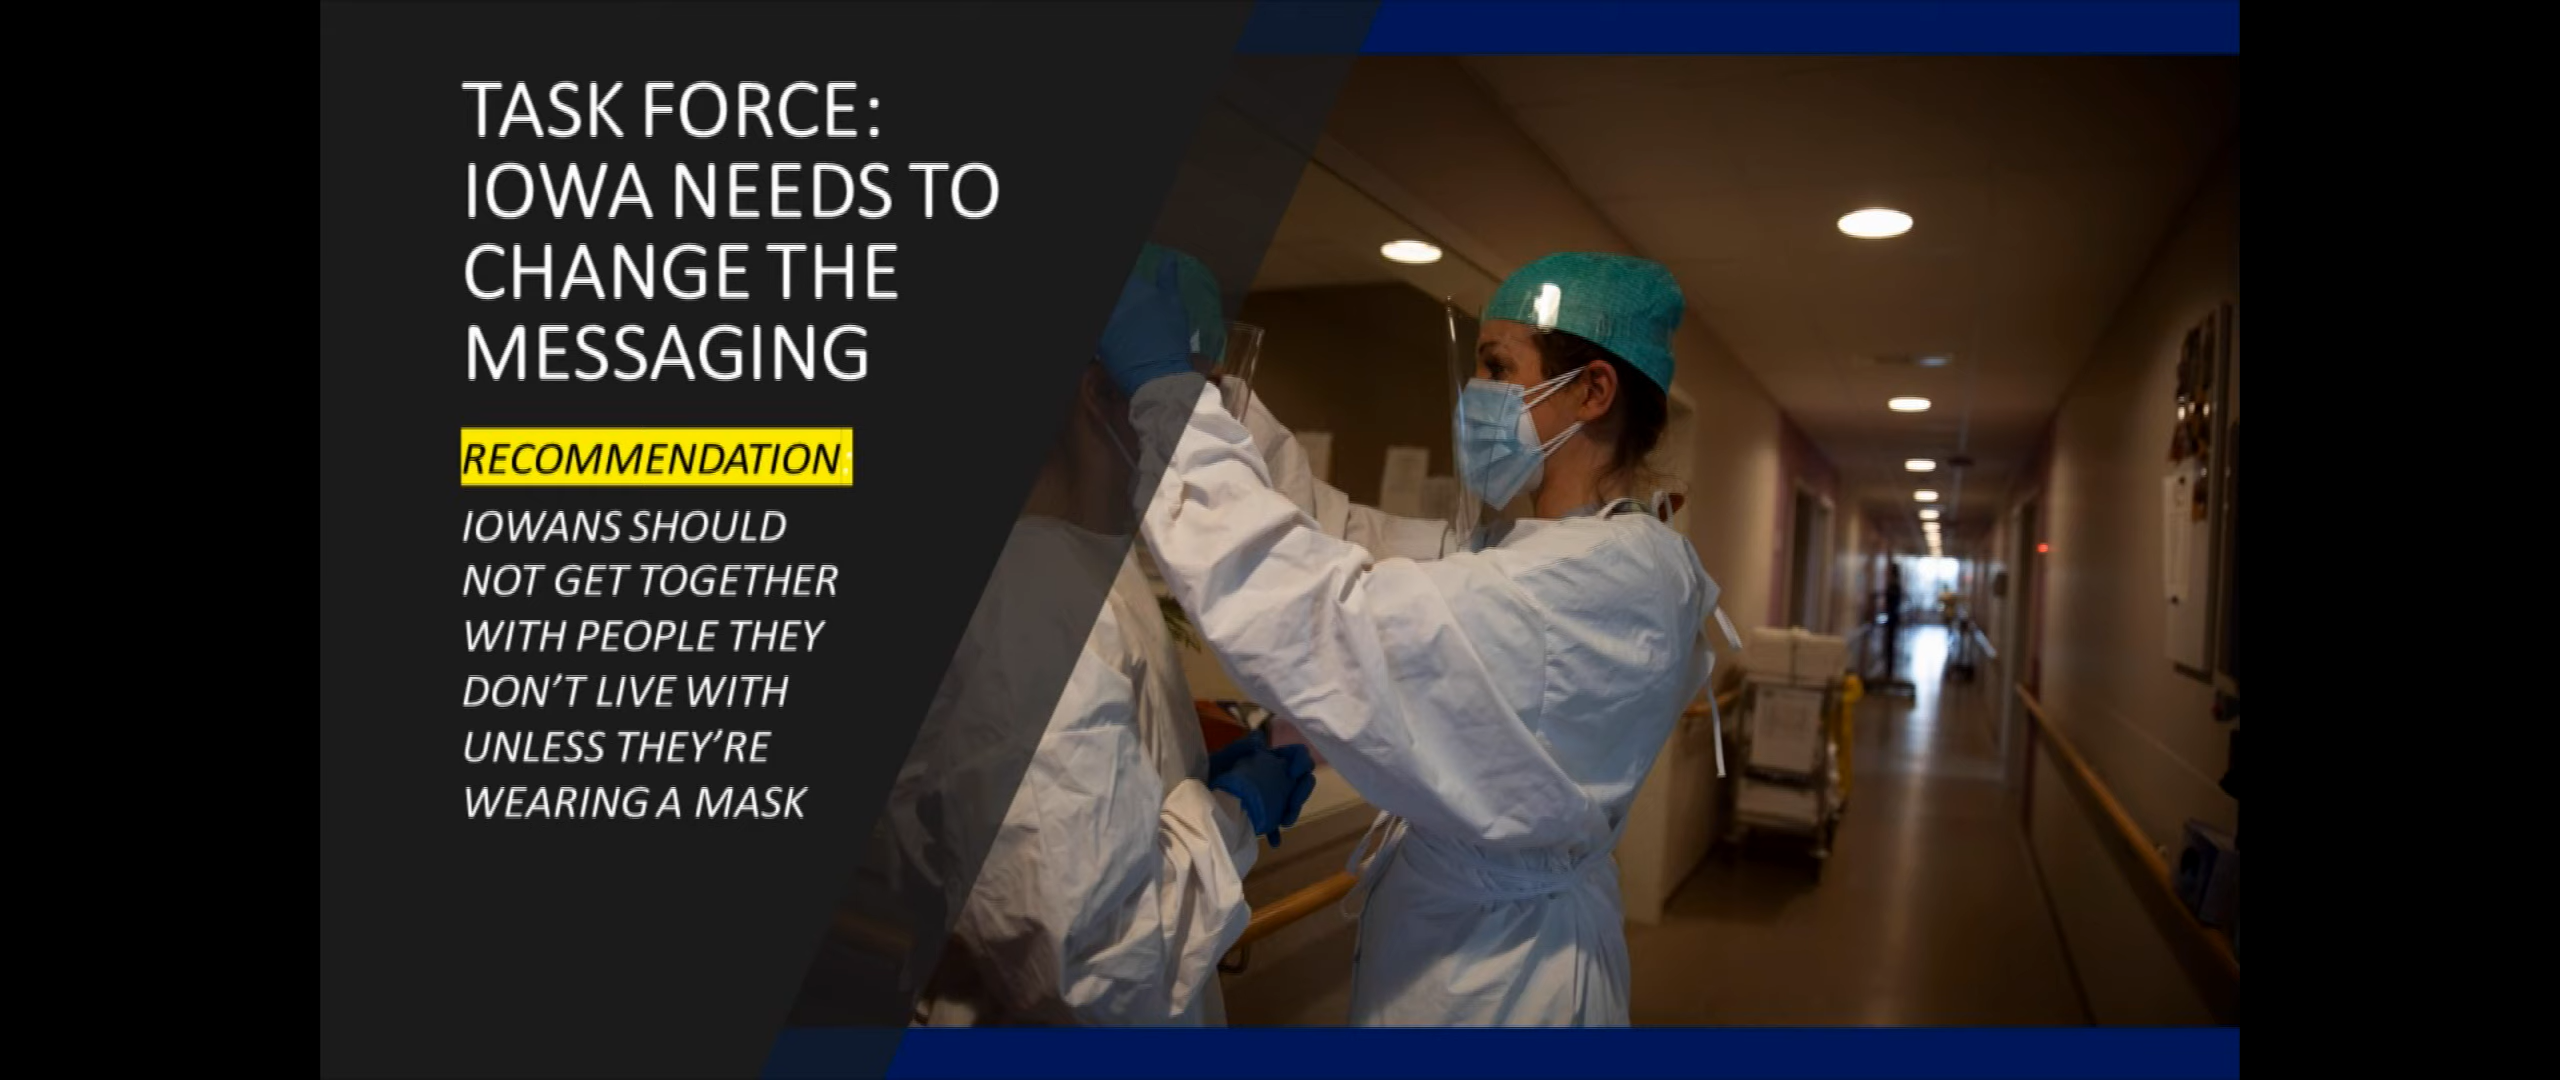 TASK FORCE:
IOWA NEEDS TO
CHANGE THE
MESSAGING
RECOMMENDATION:
IOWANS SHOULD
NOT GET TOGETHER
WITH PEOPLE THEY
DON’T LIVE WITH
UNLESS THEY’RE
WEARING A MASK